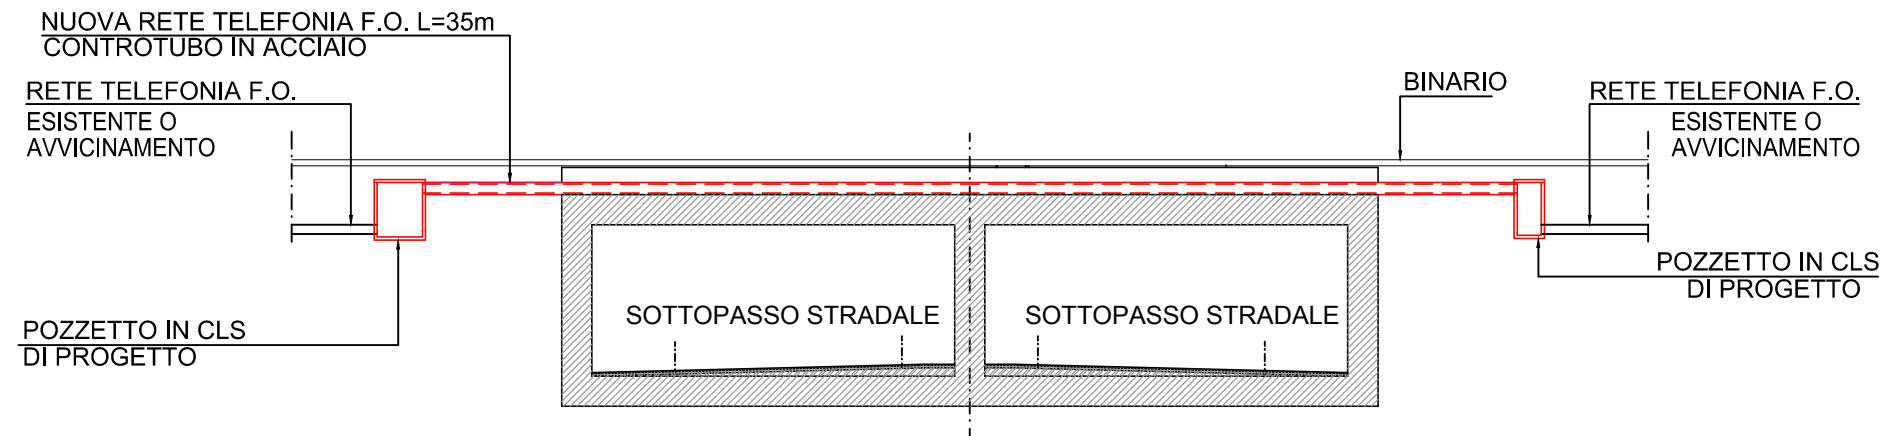 NUOVA RETE TELEFONIA F.O. L=35m
CONTROTUBO IN ACCIAIO
RETE TELEFONIA F.O.
ESISTENTE O
AVVICINAMENTO
BINARIO
RETE TELEFONIA F.O.
ESISTENTE O
AVVICINAMENTO
POZZETTO IN CLS
DI PROGETTO
SOTTOPASSO STRADALE
SOTTOPASSO STRADALE
POZZETTO IN CLS
DI PROGETTO